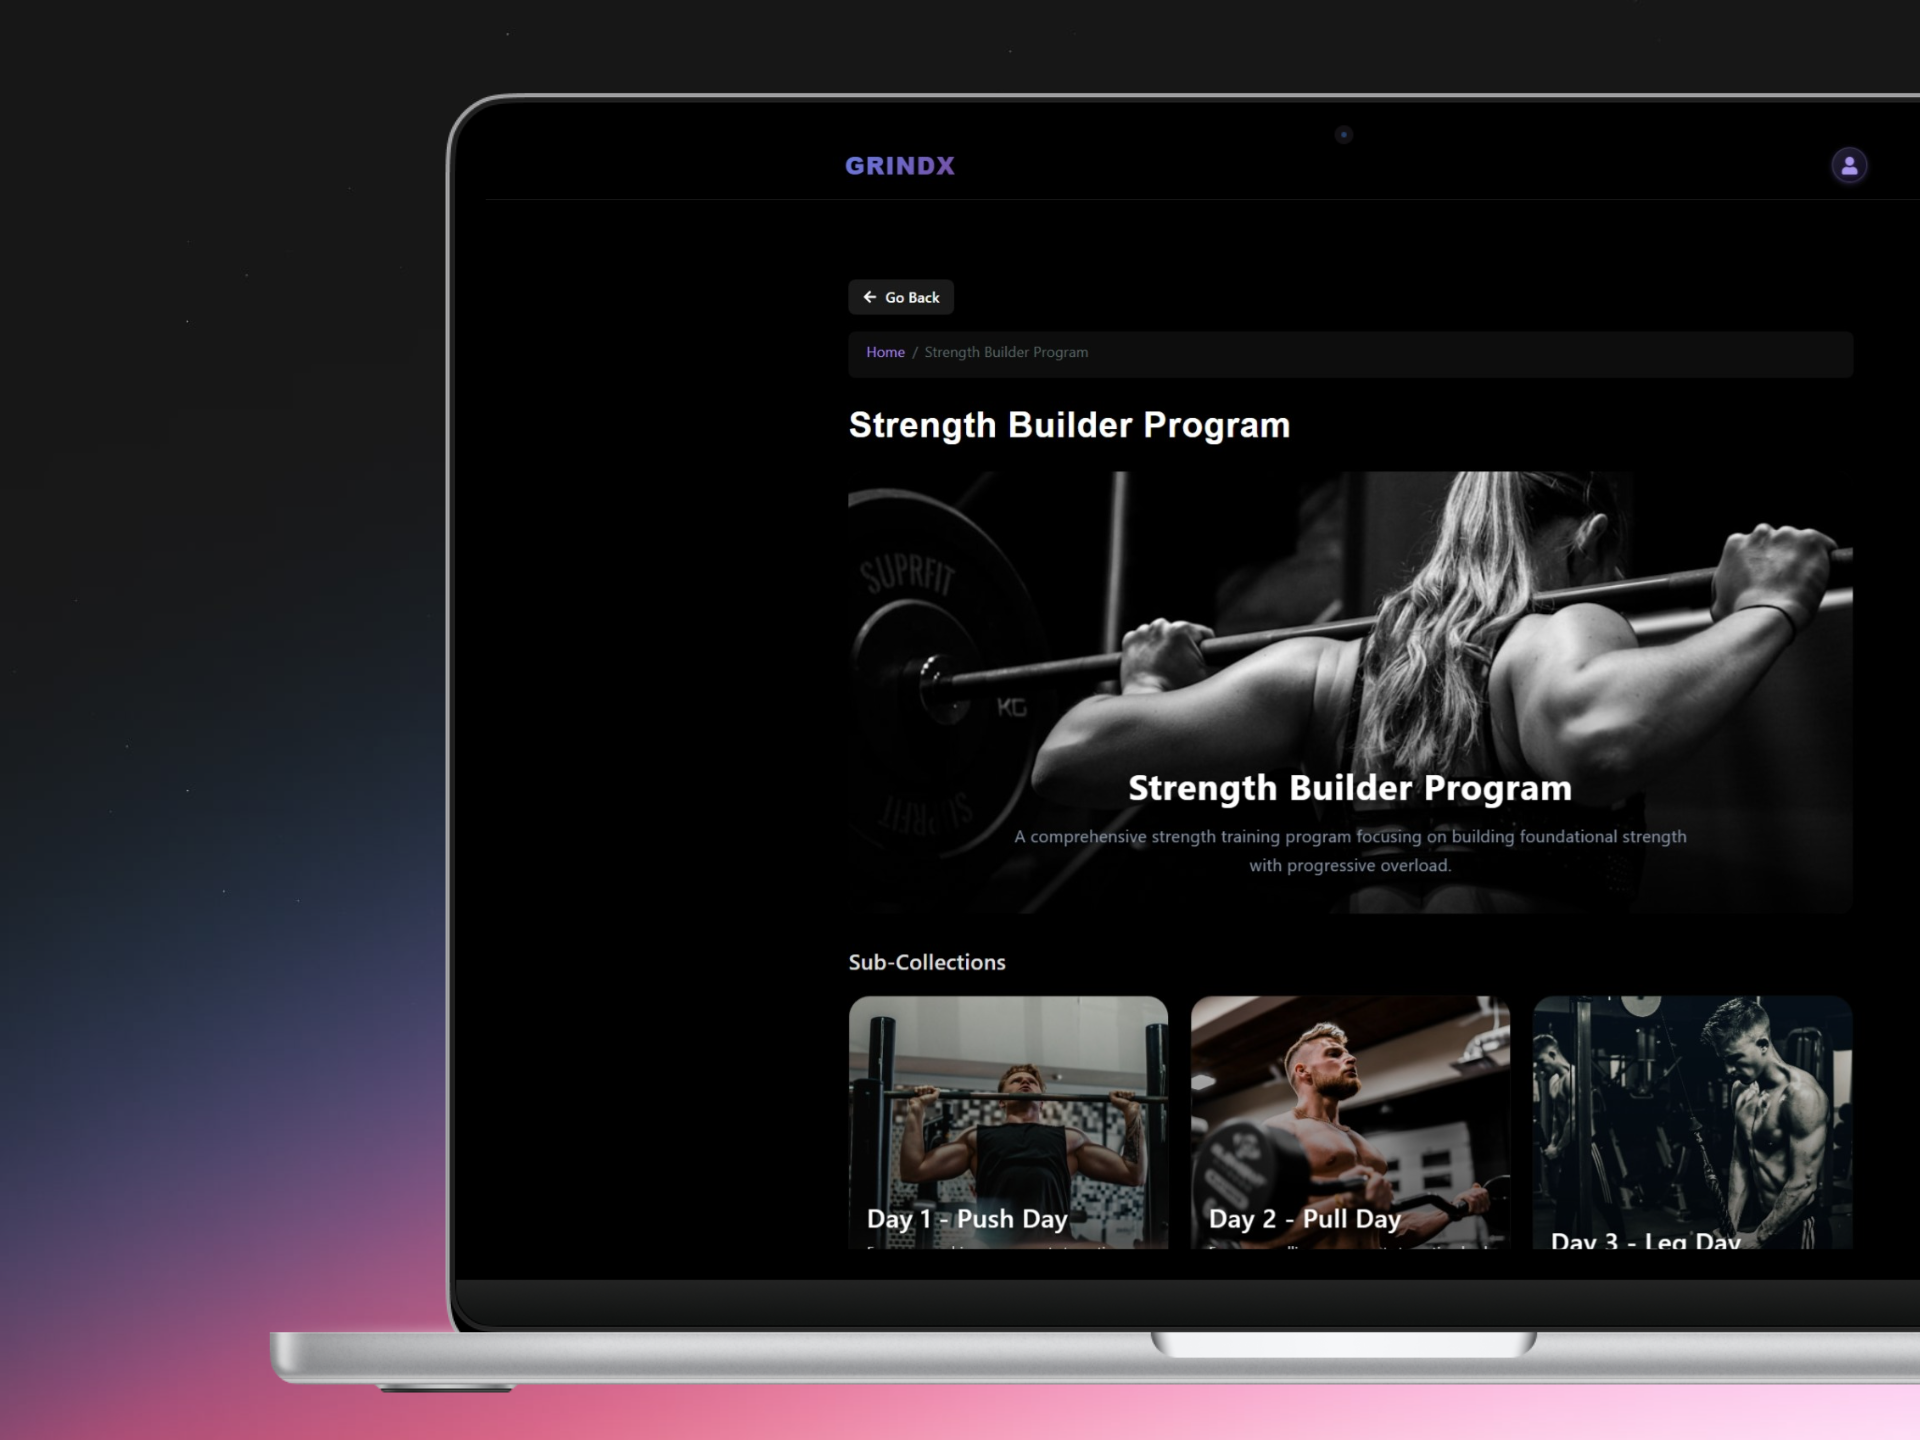 GRINDX
← Go Back
Home / Strength Builder Program
Strength Builder Program
SUPRFIT
KG
SUPRFIT
Strength Builder Program
A comprehensive strength training program focusing on building foundational strength
with progressive overload.
Sub-Collections
Day 1 - Push Day
Day 2 - Pull Day
Day 3 - Leg Day